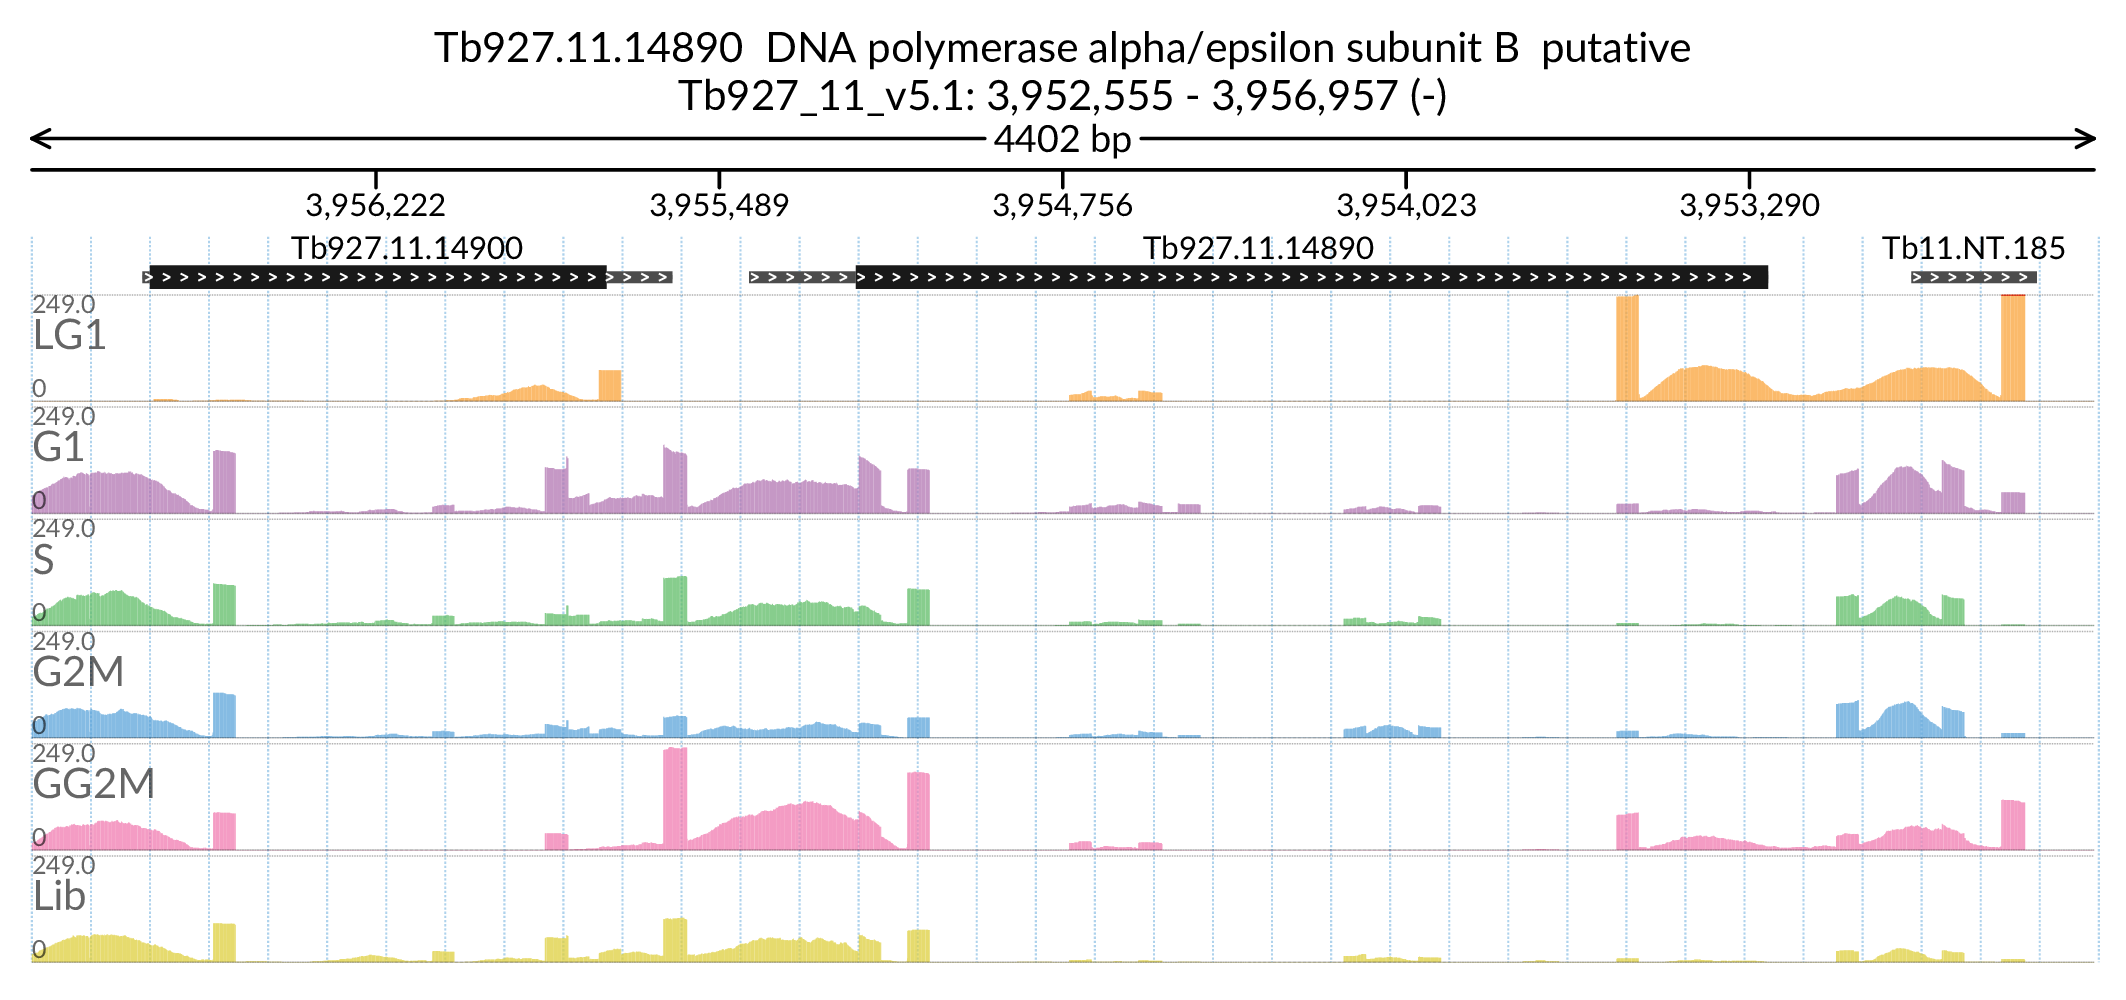 Tb927.11.14890  DNA polymerase alpha/epsilon subunit B  putative
Tb927_11_v5.1: 3,952,555 - 3,956,957 (-)
4402 bp
3,956,222 3,955,489 3,954,756 3,954,023 3,953,290
Tb927.11.14900 Tb927.11.14890 Tb11.NT.185
249.0
LG1
0
249.0
G1
0
249.0
S
0
249.0
G2M
0
249.0
GG2M
0
249.0
Lib
0